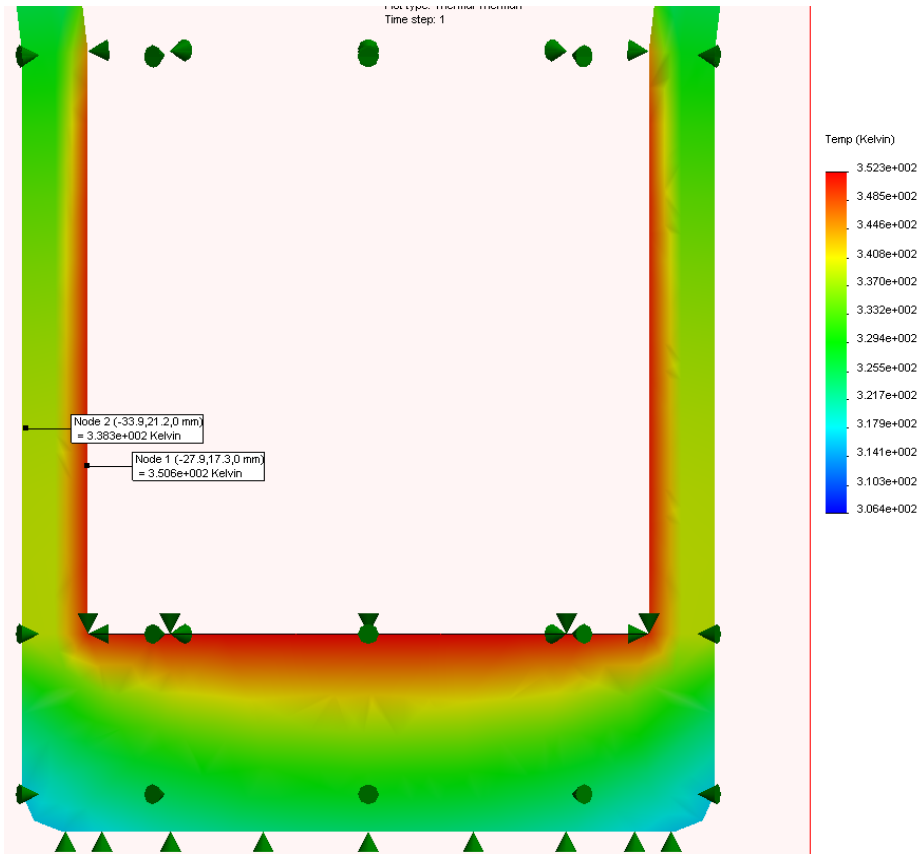 Time step: 1
Temp (Kelvin)
3.523e+002
3.485e+002
3.446e+002
3.408e+002
3.370e+002
3.332e+002
3.294e+002
3.255e+002
3.217e+002
3.179e+002
3.141e+002
3.103e+002
3.064e+002
Node 2 (-33.9,21.2,0 mm)
= 3.383e+002 Kelvin
Node 1 (-27.9,17.3,0 mm)
= 3.506e+002 Kelvin